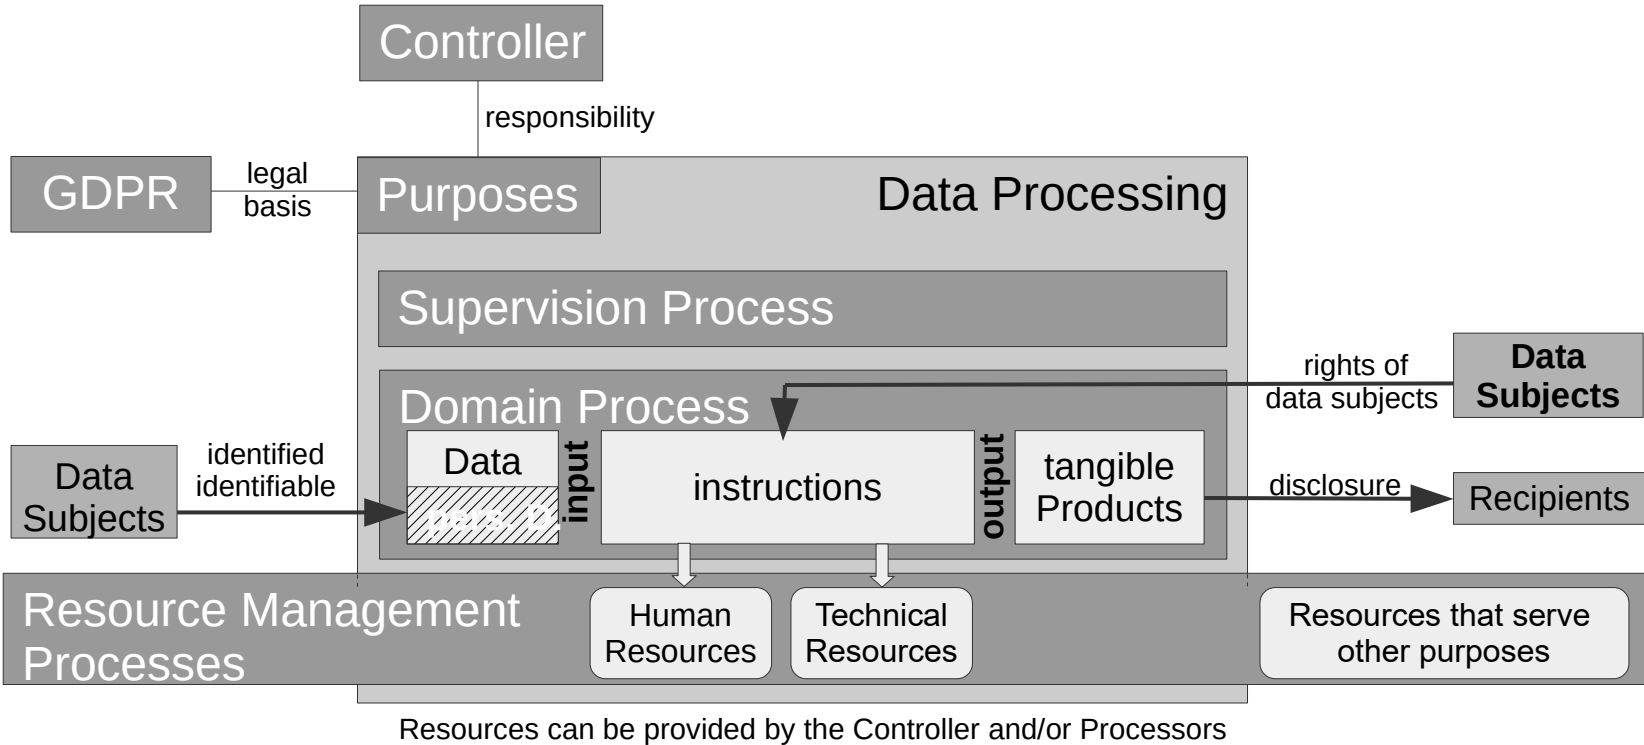 Controller
responsibility
GDPR
legal
basis
Purposes
Data Processing
Supervision Process
rights of
data subjects
Data
Subjects
Domain Process
Data
Subjects
identified
identifiable
Data
pers. D.
input
instructions
output
tangible
Products
disclosure
Recipients
Resource Management
Processes
Human
Resources
Technical
Resources
Resources that serve
other purposes
Resources can be provided by the Controller and/or Processors